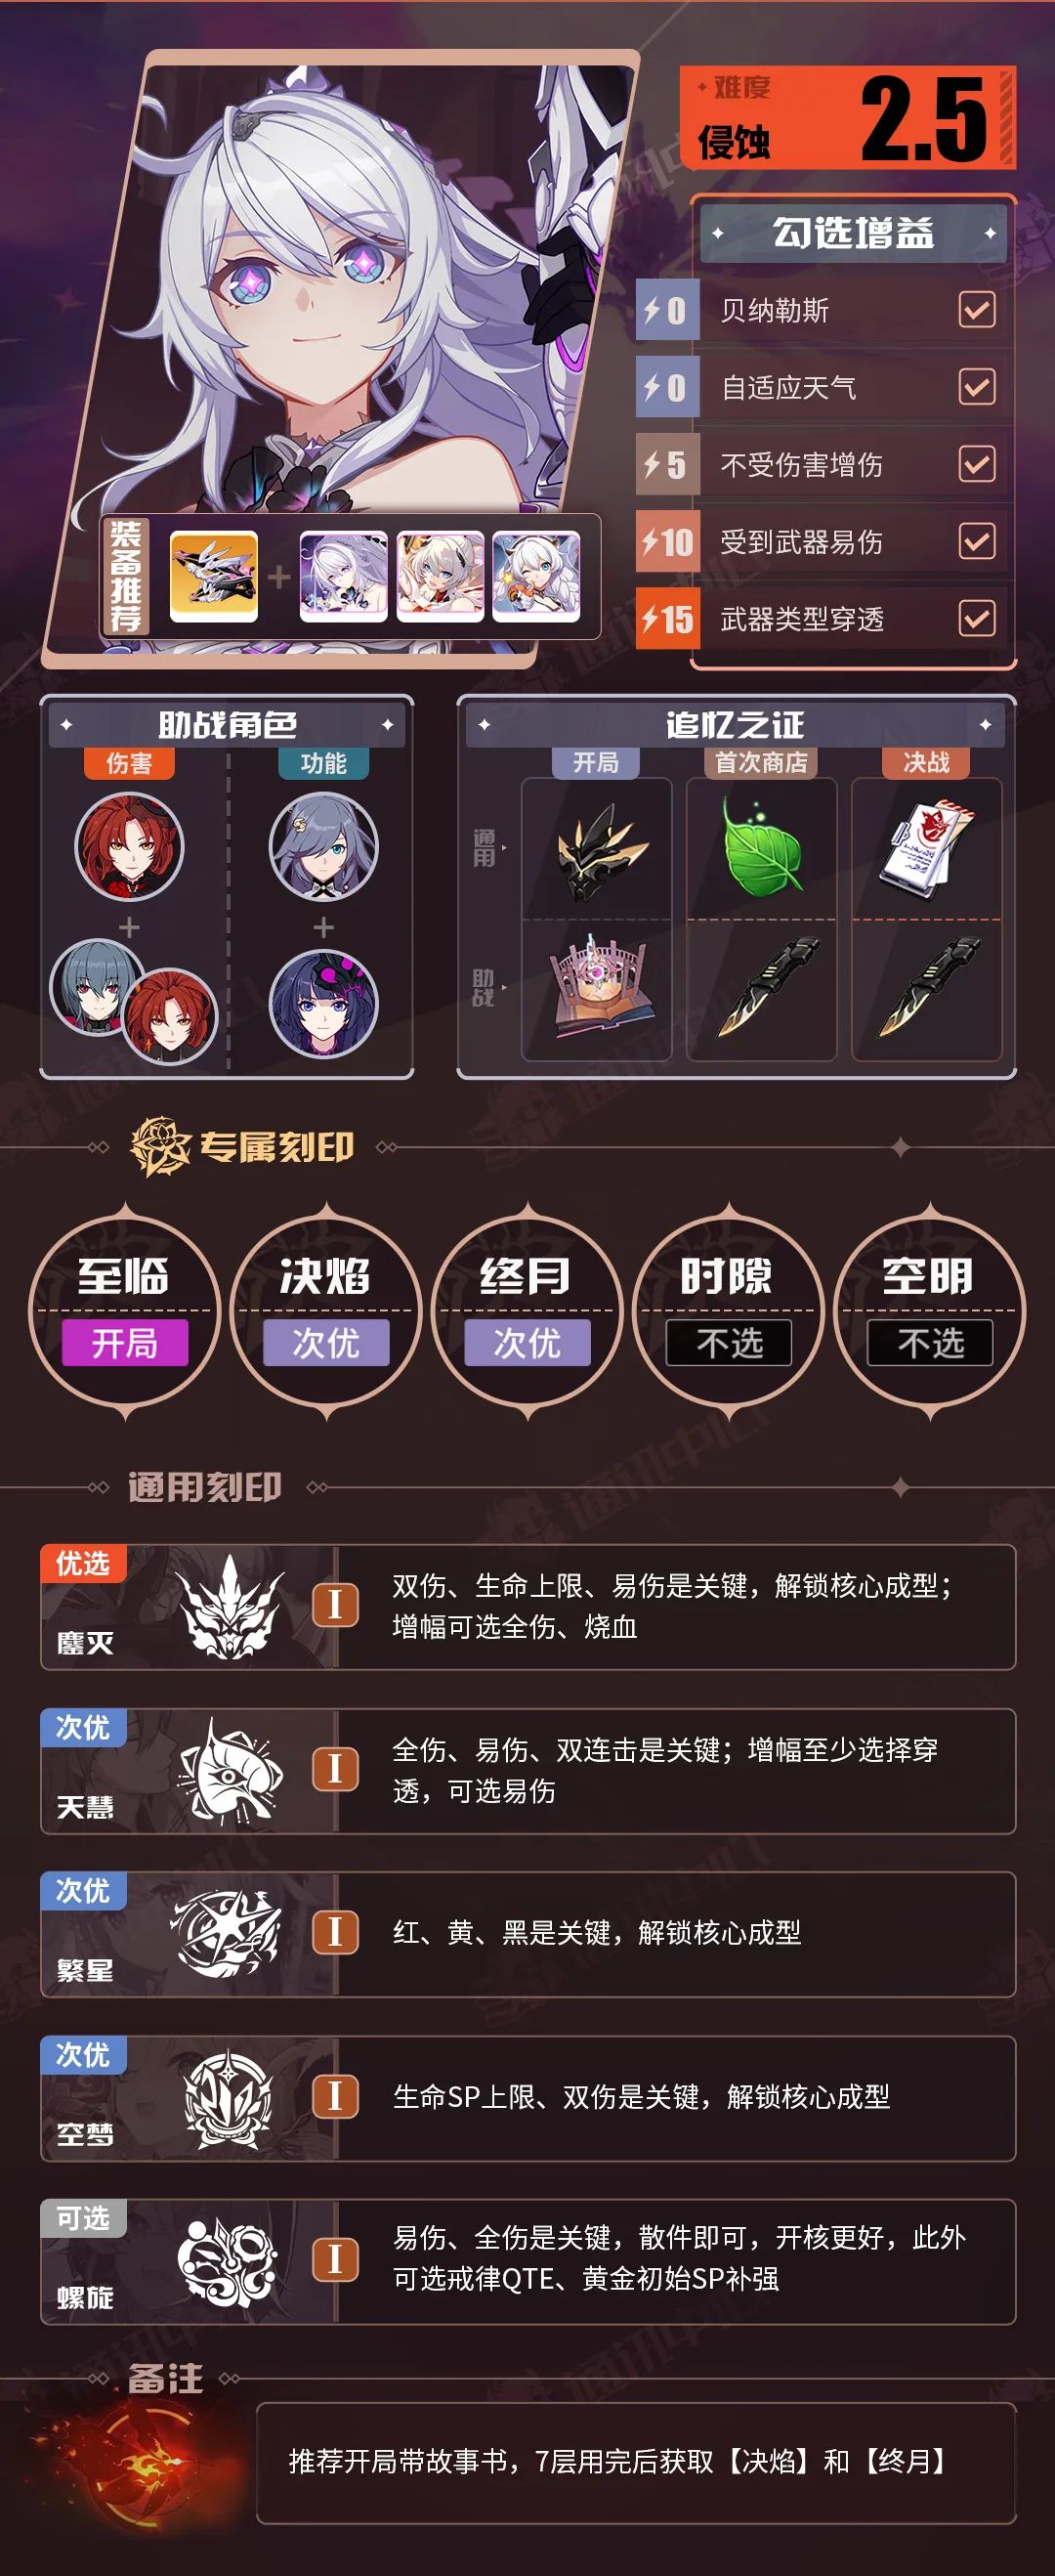 难度
侵蚀
2.5
勾选增益
0
贝纳勒斯
0
自适应天气
5
不受伤害增伤
10
受到武器易伤
15
武器类型穿透
装备推荐
助战角色
伤害
功能
追忆之证
开局
首次商店
决战
通用
助战
专属刻印
至临
开局
决焰
次优
终月
次优
时隙
不选
空明
不选
通用刻印
优选
鏖灭
I
双伤、生命上限、易伤是关键，解锁核心成型；
增幅可选全伤、烧血
次优
天慧
I
全伤、易伤、双连击是关键；增幅至少选择穿
透，可选易伤
次优
繁星
I
红、黄、黑是关键，解锁核心成型
次优
空梦
I
生命SP上限、双伤是关键，解锁核心成型
可选
螺旋
I
易伤、全伤是关键，散件即可，开核更好，此外
可选戒律QTE、黄金初始SP补强
备注
推荐开局带故事书，7层用完后获取【决焰】和【终月】